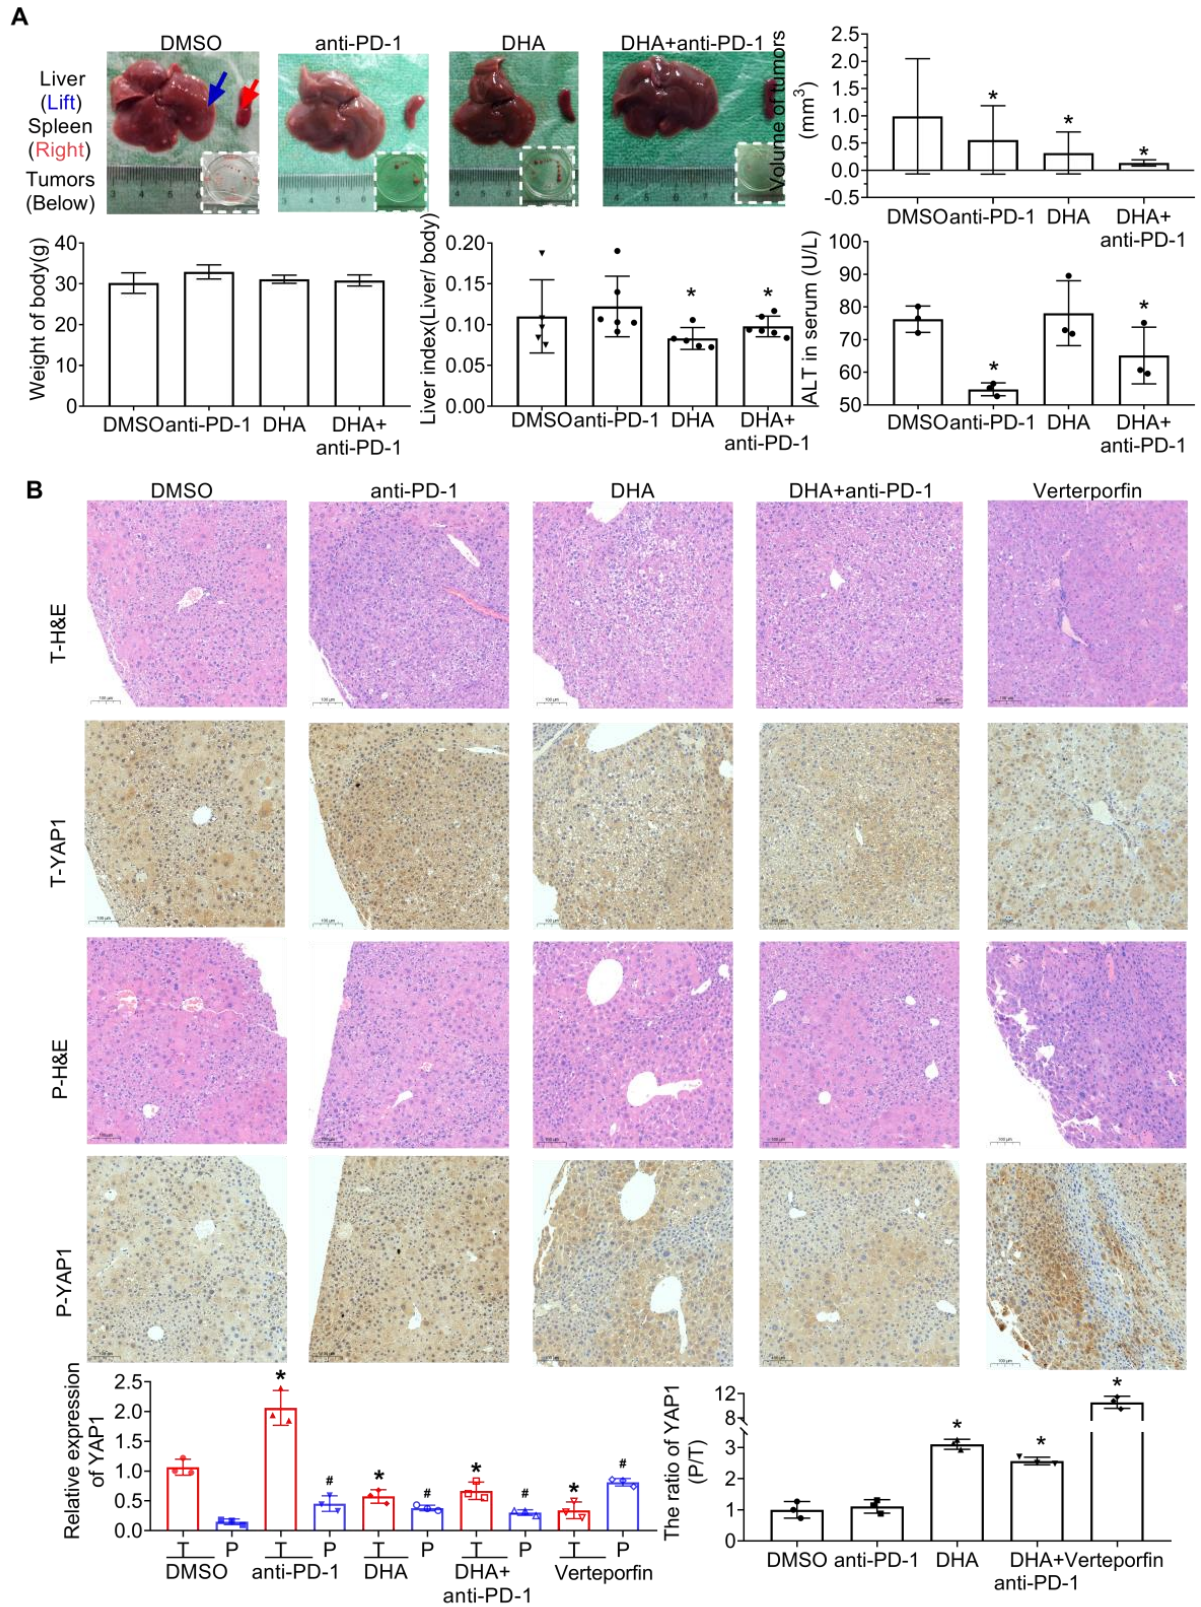 A
DMSO
anti-PD-1
DHA
DHA+anti-PD-1
Liver
(Lift)
Spleen
(Right)
Tumors
(Below)
Volume of tumors
(mm3)
2.5
2.0
1.5
1.0
0.5
0.0
-0.5
DMSO anti-PD-1 DHA DHA+
anti-PD-1
* * *
Weight of body(g)
40
30
20
10
0
DMSO anti-PD-1 DHA DHA+
anti-PD-1
Liver index(Liver/ body)
0.20
0.15
0.10
0.05
0.00
* *
DMSO anti-PD-1 DHA DHA+
anti-PD-1
ALT in serum (U/L)
100
90
80
70
60
50
* *
DMSO anti-PD-1 DHA DHA+
anti-PD-1
B
DMSO
anti-PD-1
DHA
DHA+anti-PD-1
Verterporfin
T-H&E
T-YAP1
P-H&E
P-YAP1
Relative expression
of YAP1
2.5
2.0
1.5
1.0
0.5
0.0
* # * # * # * #
T P T P T P T P T P
DMSO anti-PD-1 DHA DHA+ Verteporfin
anti-PD-1
The ratio of YAP1
(P/T)
12
8
3
2
1
0
* * *
DMSO anti-PD-1 DHA DHA+Verteporfin
anti-PD-1